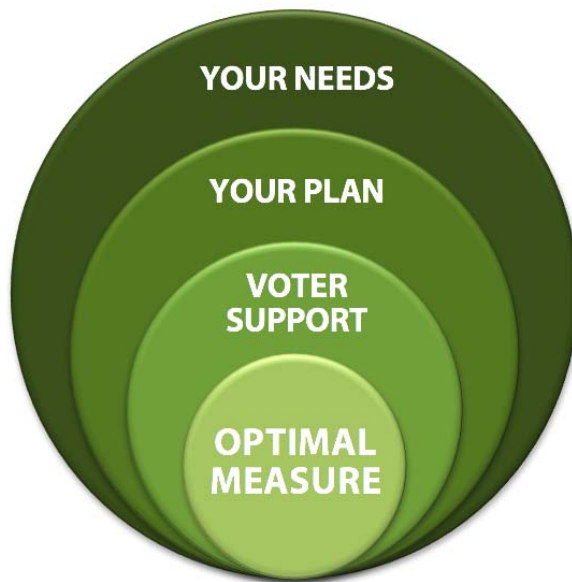 YOUR NEEDS
YOUR PLAN
VOTER
SUPPORT
OPTIMAL
MEASURE